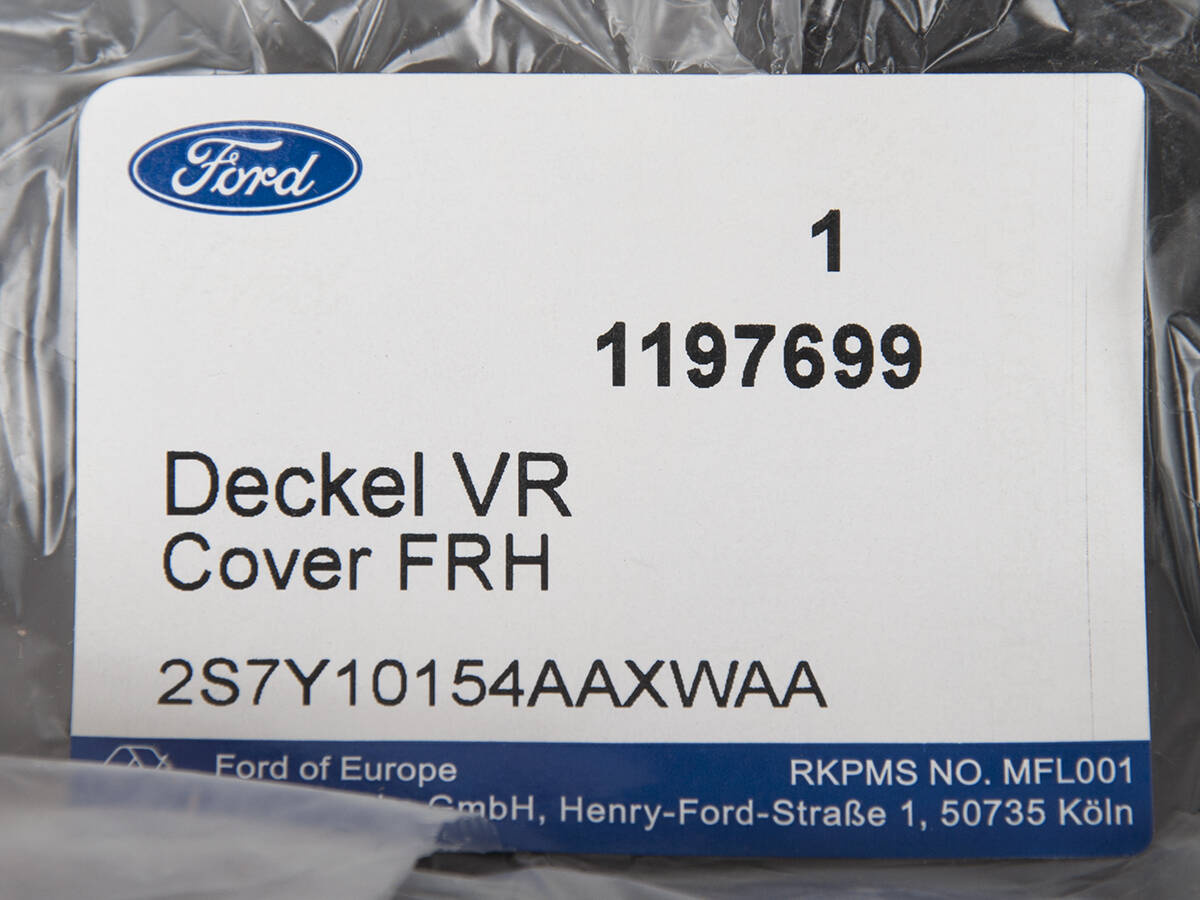 Ford
1
1197699
Deckel VR
Cover FRH
2S7Y10154AAXWAA
Ford of Europe
RKPMS NO. MFL001
GmbH, Henry-Ford-Straße 1, 50735 Köln